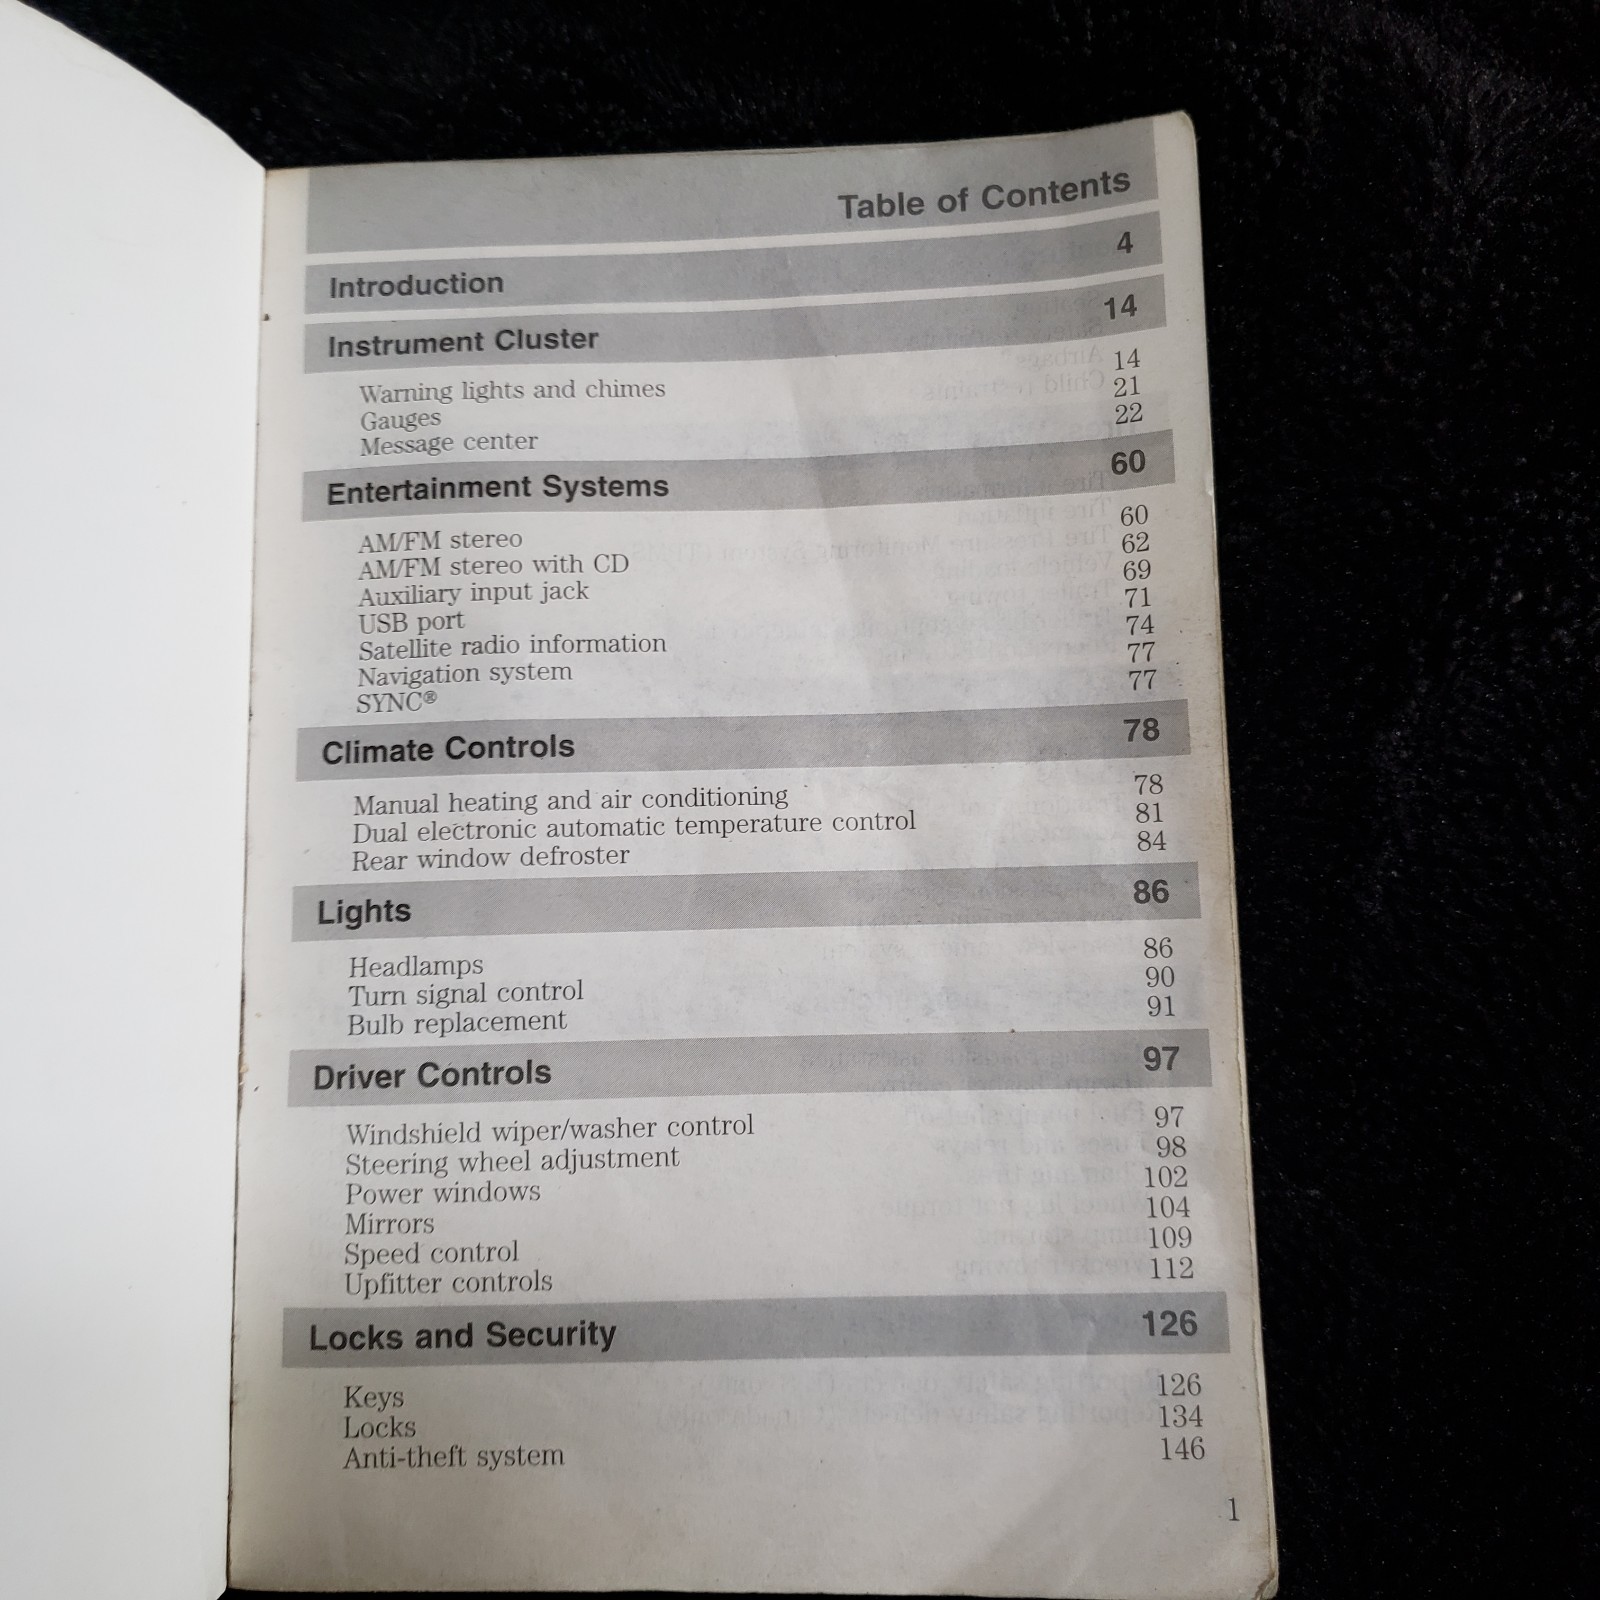 Table of Contents
Introduction 4
Instrument Cluster 14
Warning lights and chimes 14
Gauges 21
Message center 22
Entertainment Systems 60
AM/FM stereo 60
AM/FM stereo with CD 62
Auxiliary input jack 69
USB port 71
Satellite radio information 74
Navigation system 77
SYNC® 77
Climate Controls 78
Manual heating and air conditioning 78
Dual electronic automatic temperature control 81
Rear window defroster 84
Lights 86
Headlamps 86
Turn signal control 90
Bulb replacement 91
Driver Controls 97
Windshield wiper/washer control 97
Steering wheel adjustment 98
Power windows 102
Mirrors 104
Speed control 109
Upfitter controls 112
Locks and Security 126
Keys 126
Locks 134
Anti-theft system 146
1